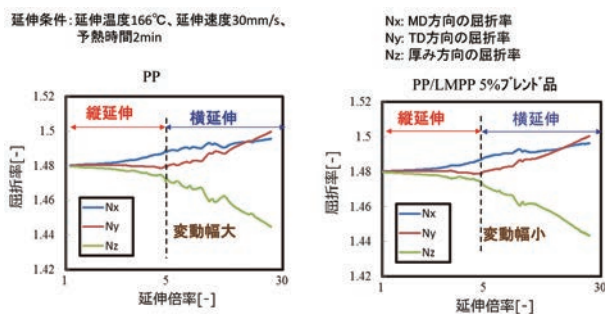 延伸条件：延伸温度166℃、延伸速度30mm/s、
予熱時間2min
Nx: MD方向の屈折率
Ny: TD方向の屈折率
Nz: 厚み方向の屈折率
PP
1.52
1.5
1.48
1.46
1.44
1.42
屈折率[-]
縦延伸
横延伸
Nx
Ny
Nz
変動幅大
1
5
30
延伸倍率[-]
PP/LMPP 5%ﾌﾞﾚﾝﾄﾞ品
1.52
1.5
1.48
1.46
1.44
1.42
屈折率[-]
縦延伸
横延伸
Nx
Ny
Nz
変動幅小
1
5
30
延伸倍率[-]